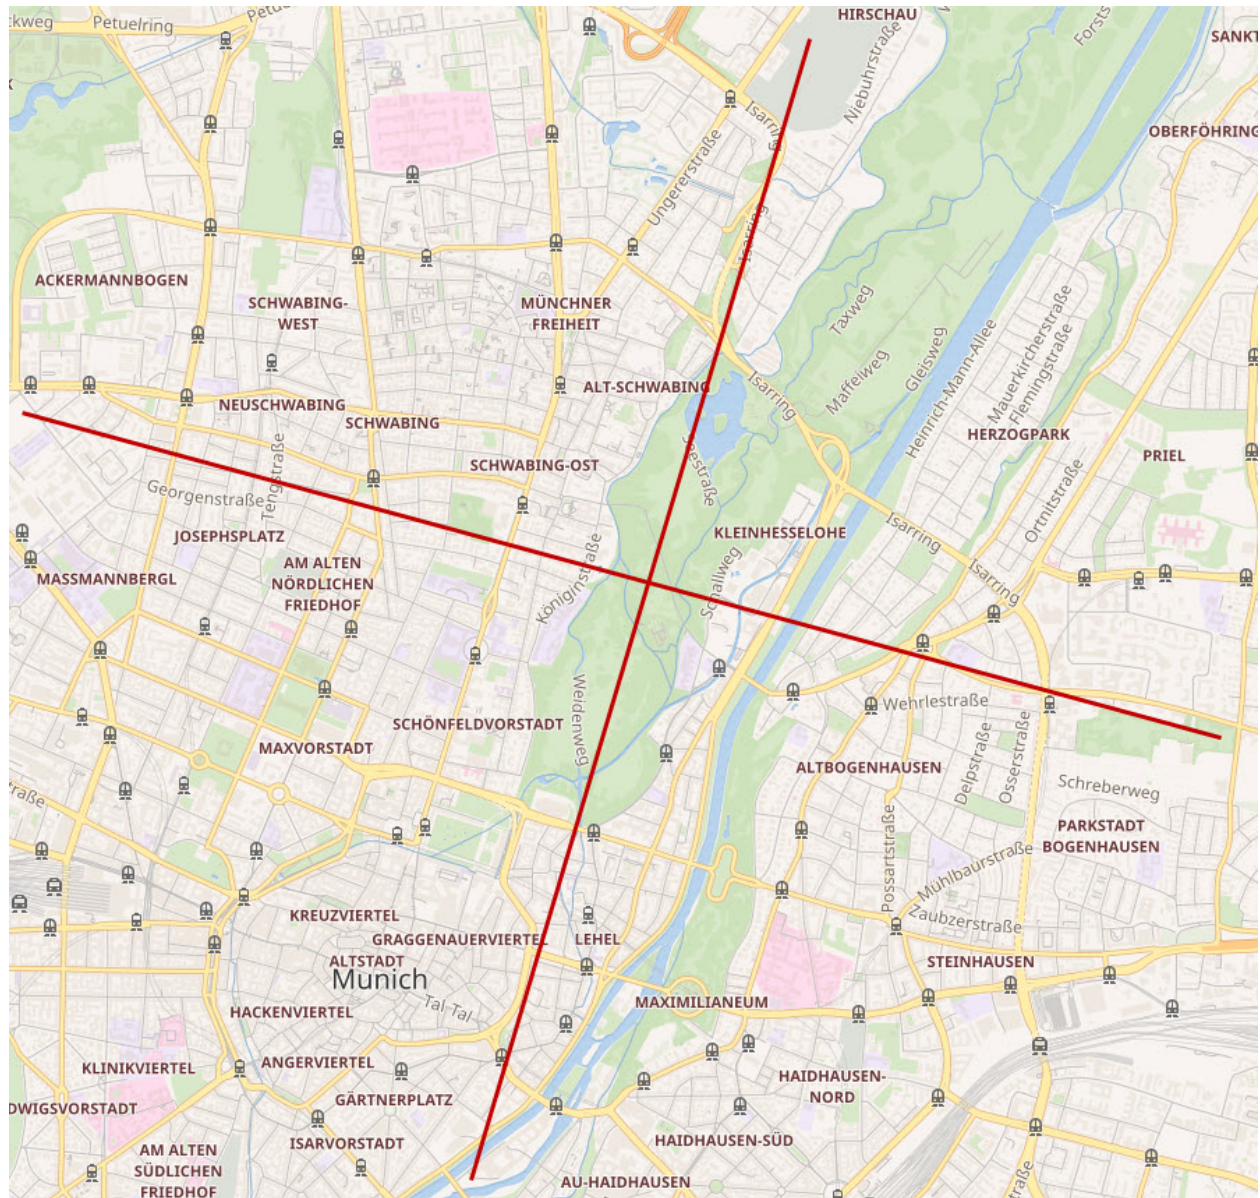 Petuelring
HIRSCHAU
SANKT
Forsts
Niebuhrstraße
Isarring
OBERFÖHRING
Ungererstraße
Isarring
ACKERMANNBOGEN
SCHWABING-
WEST
MÜNCHNER
FREIHEIT
Taxweg
Mauerkircherstraße
Flemingstraße
Gleisweg
Heinrich-Mann-Allee
Maffeiweg
ALT-SCHWABING
Isarring
NEUSCHWABING
SCHWABING
HERZOGPARK
PRIEL
SCHWABING-OST
Seestraße
Tengstraße
Georgenstraße
Ortnitstraße
JOSEPHSPLATZ
KLEINHESSELOHE
Isarring
AM ALTEN
NÖRDLICHEN
FRIEDHOF
MASSMANNBERGL
Königinstraße
Schallweg
Isarring
Weidenweg
Wehrlestraße
SCHÖNFELDVORSTADT
MAXVORSTADT
ALTBOGENHAUSEN
Delpstraße
Osserstraße
Schreberweg
PARKSTADT
BOGENHAUSEN
Possartstraße
Mühlbaurstraße
Zaubzerstraße
KREUZVIERTEL
GRAGGENAUERVIERTEL
LEHEL
ALTSTADT
Munich
STEINHAUSEN
MAXIMILIANEUM
HACKENVIERTEL
Tal Tal
ANGERVIERTEL
KLINIKVIERTEL
HAIDHAUSEN-
NORD
DWIGSVORSTADT
GÄRTNERPLATZ
ISARVORSTADT
HAIDHAUSEN-SÜD
AM ALTEN
SÜDLICHEN
FRIEDHOF
AU-HAIDHAUSEN